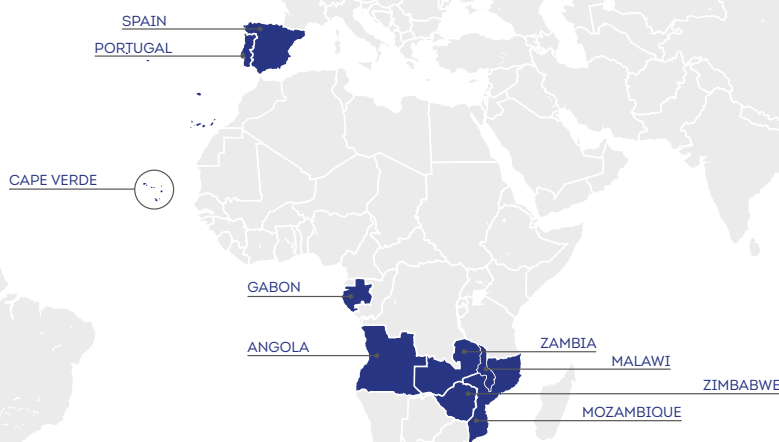 SPAIN
PORTUGAL
CAPE VERDE
GABON
ANGOLA
ZAMBIA
MALAWI
ZIMBABWE
MOZAMBIQUE